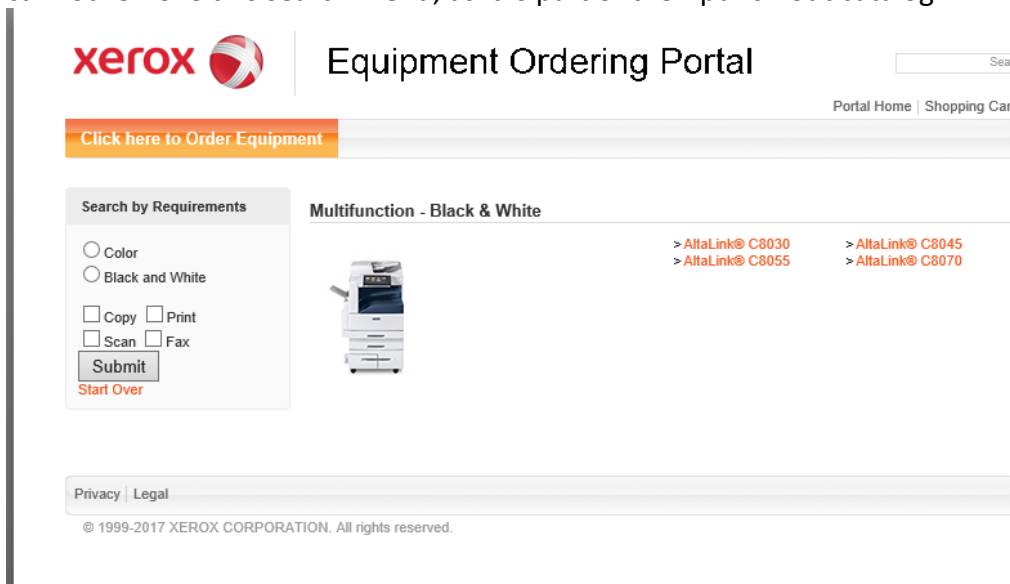 xerox Equipment Ordering Portal
Portal Home | Shopping
Click here to Order Equipment
Search by Requirements
Multifunction - Black & White
Color
Black and White
Copy Print
Scan Fax
Submit
Start Over
> AltaLink® C8030 > AltaLink® C8045
> AltaLink® C8055 > AltaLink® C8070
Privacy | Legal
© 1999-2017 XEROX CORPORATION. All rights reserved.